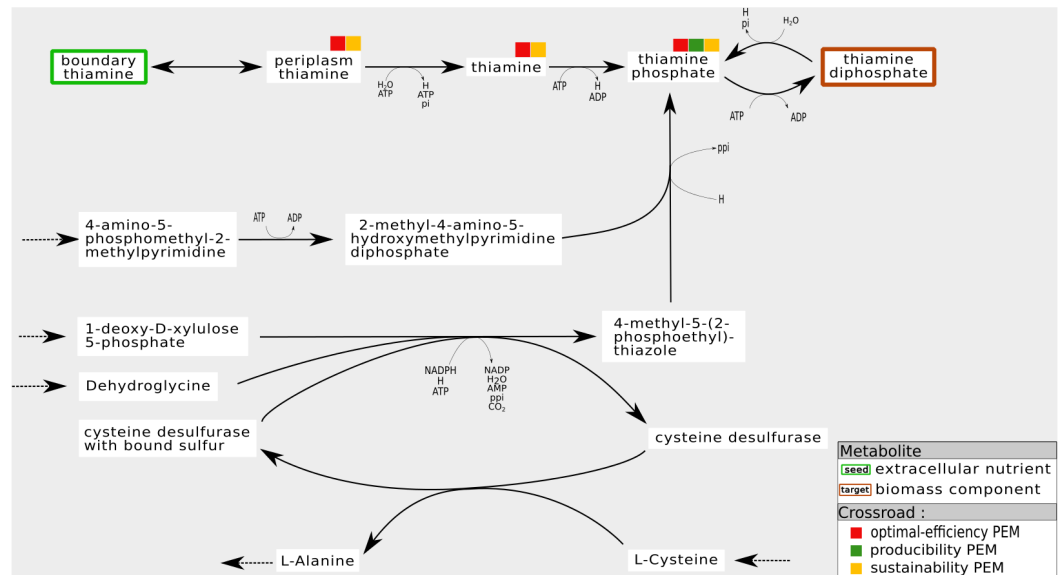 boundary
thiamine
periplasm
thiamine
thiamine
thiamine
phosphate
thiamine
diphosphate
H
pi
H₂O
H₂O
ATP
H
ATP
pi
ATP
H
ADP
ATP
ADP
ppi
H
4-amino-5-
phosphomethyl-2-
methylpyrimidine
ATP
ADP
2-methyl-4-amino-5-
hydroxymethylpyrimidine
diphosphate
1-deoxy-D-xylulose
5-phosphate
4-methyl-5-(2-
phosphoethyl)-
thiazole
Dehydroglycine
NADPH
H
ATP
NADP
H2O
AMP
ppi
CO₂
cysteine desulfurase
with bound sulfur
cysteine desulfurase
L-Alanine
L-Cysteine
Metabolite
seed extracellular nutrient
target biomass component
Crossroad :
optimal-efficiency PEM
producibility PEM
sustainability PEM